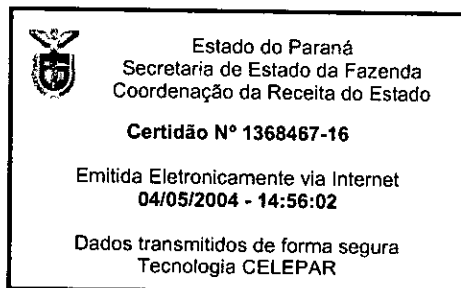 Estado do Paraná
Secretaria de Estado da Fazenda
Coordenação da Receita do Estado
Certidão Nº 1368467-16
Emitida Eletronicamente via Internet
04/05/2004 - 14:56:02
Dados transmitidos de forma segura
Tecnologia CELEPAR